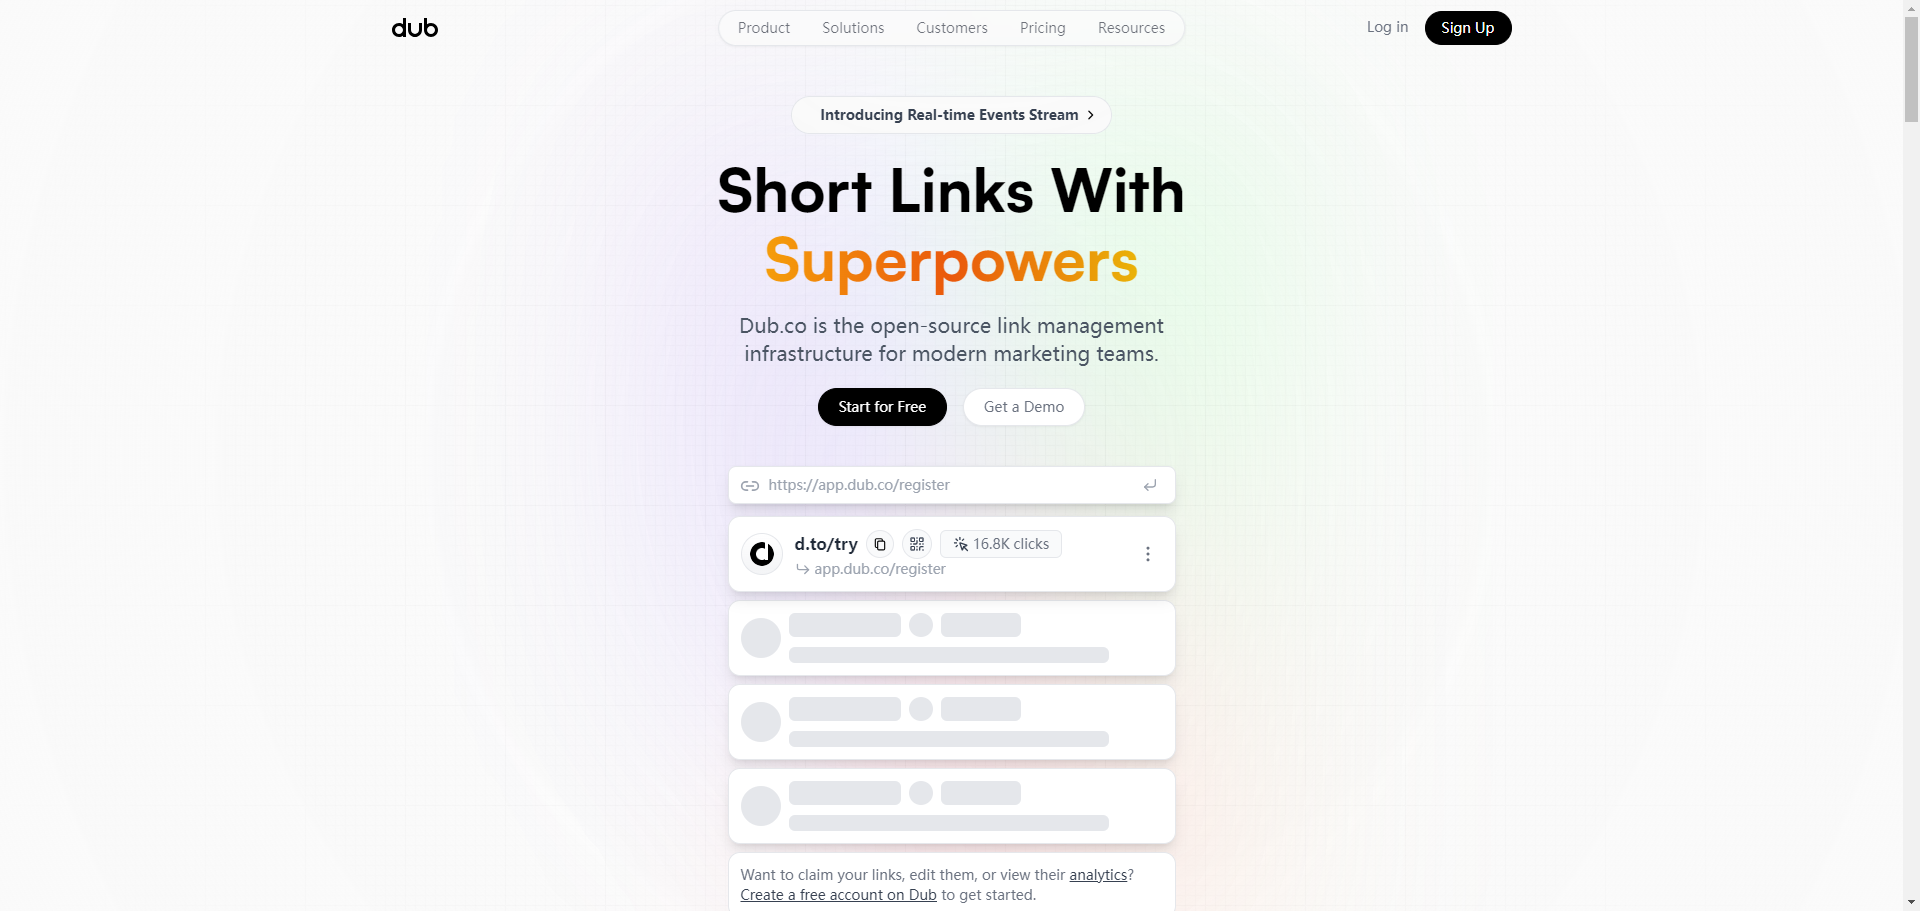 dub
Product Solutions Customers Pricing Resources
Log in Sign Up
Introducing Real-time Events Stream
Short Links With
Superpowers
Dub.co is the open-source link management
infrastructure for modern marketing teams.
Start for Free Get a Demo
https://app.dub.co/register
d.to/try 16.8K clicks
app.dub.co/register
Want to claim your links, edit them, or view their analytics?
Create a free account on Dub to get started.